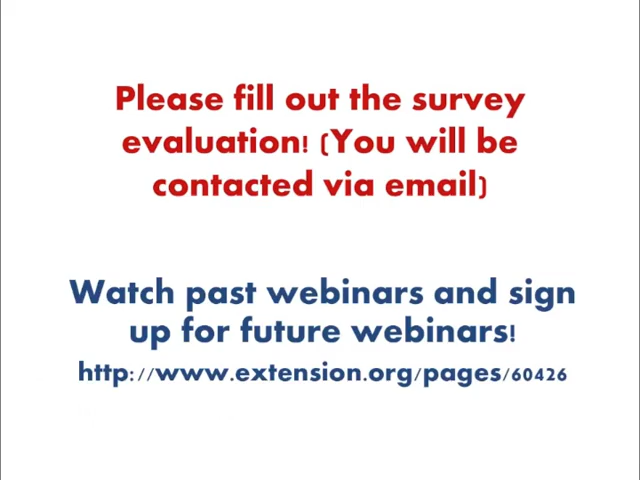 Please fill out the survey
evaluation! (You will be
contacted via email)
Watch past webinars and sign
up for future webinars!
http://www.extension.org/pages/60426